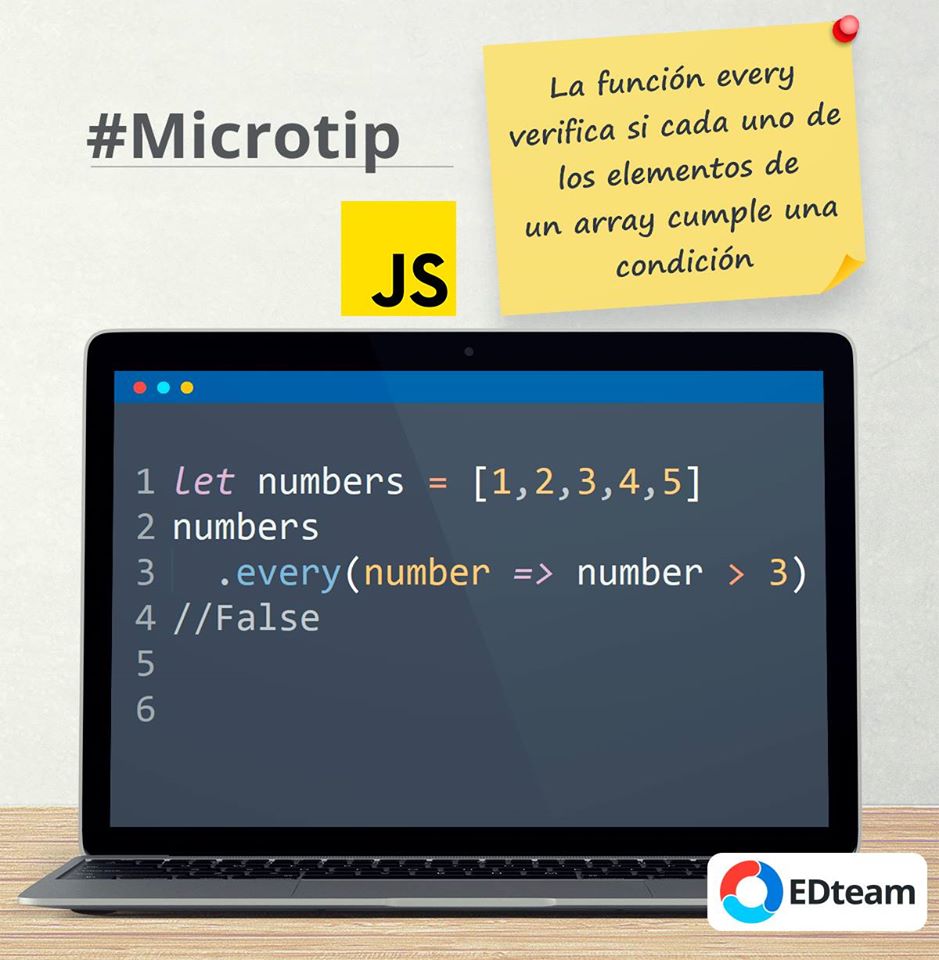 #Microtip
La función every
verifica si cada uno de
los elementos de
un array cumple una
condición
JS
1 let numbers = [1,2,3,4,5]
2 numbers
3 .every(number => number > 3)
4 //False
5
6
EDteam